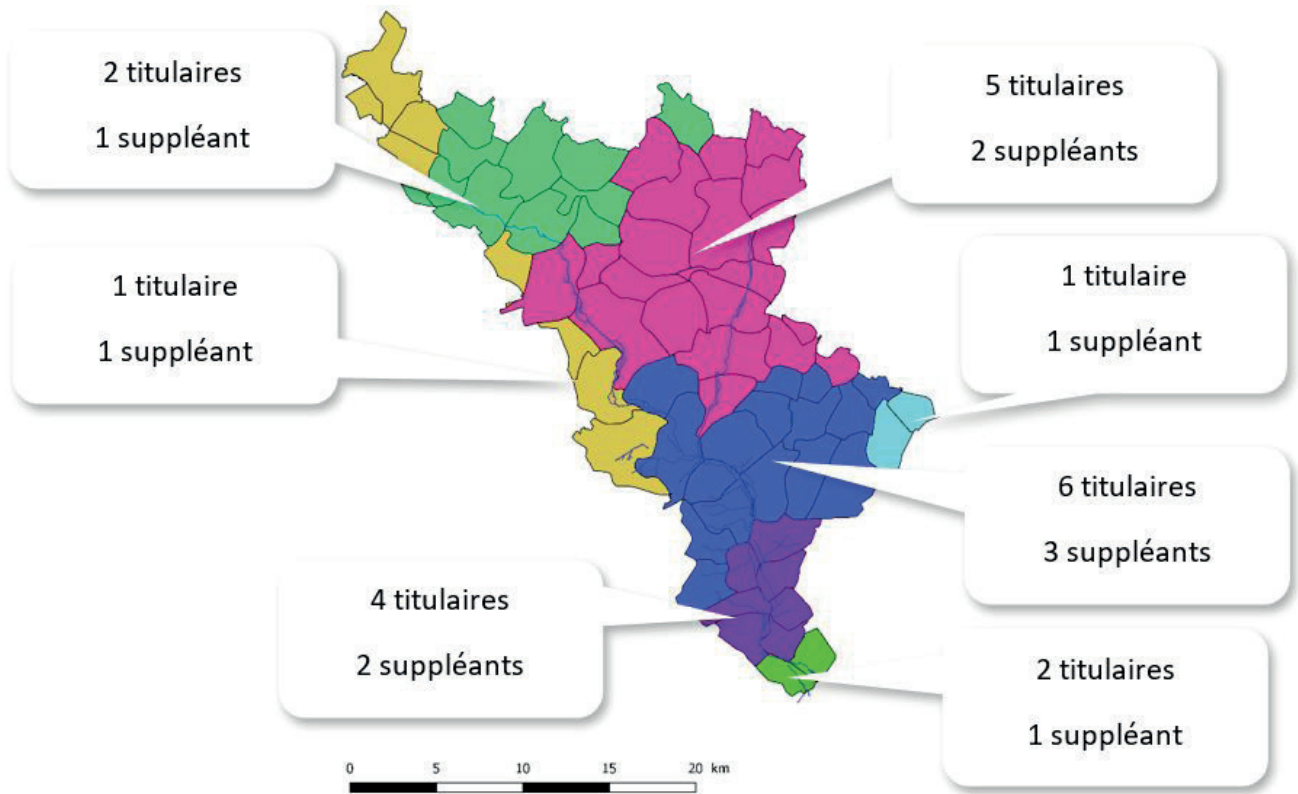 2 titulaires
1 suppléant
5 titulaires
2 suppléants
1 titulaire
1 suppléant
1 titulaire
1 suppléant
6 titulaires
3 suppléants
4 titulaires
2 suppléants
2 titulaires
1 suppléant
0 5 10 15 20 km